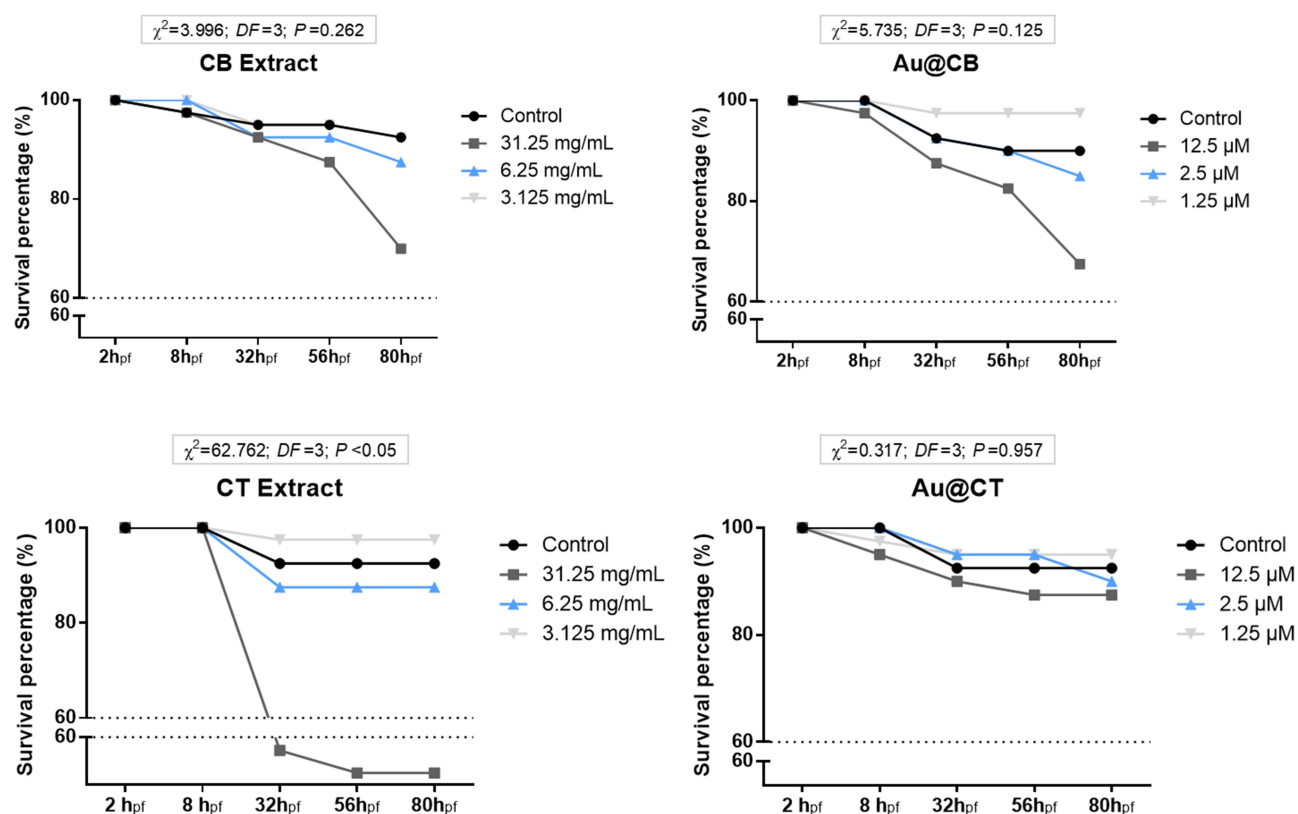 χ²=3.996; DF=3; P=0.262
CB Extract
Survival percentage (%)
100
80
60
60
2hpf 8hpf 32hpf 56hpf 80hpf
Control
31.25 mg/mL
6.25 mg/mL
3.125 mg/mL
χ²=5.735; DF=3; P=0.125
Au@CB
Survival percentage (%)
100
80
60
60
2hpf 8hpf 32hpf 56hpf 80hpf
Control
12.5 µM
2.5 µM
1.25 µM
χ²=62.762; DF=3; P<0.05
CT Extract
Survival percentage (%)
100
80
60
60
2 hpf 8 hpf 32hpf 56hpf 80hpf
Control
31.25 mg/mL
6.25 mg/mL
3.125 mg/mL
χ²=0.317; DF=3; P=0.957
Au@CT
Survival percentage (%)
100
80
60
60
2 hpf 8 hpf 32hpf 56hpf 80hpf
Control
12.5 µM
2.5 µM
1.25 µM